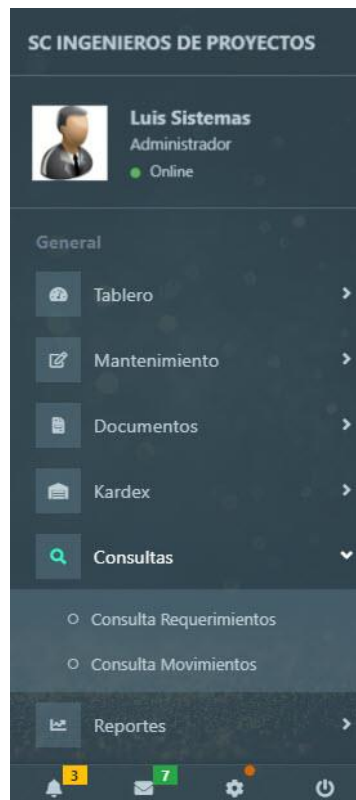 SC INGENIEROS DE PROYECTOS
Luis Sistemas
Administrador
Online
General
Tablero
Mantenimiento
Documentos
Kardex
Consultas
Consulta Requerimientos
Consulta Movimientos
Reportes
3
7